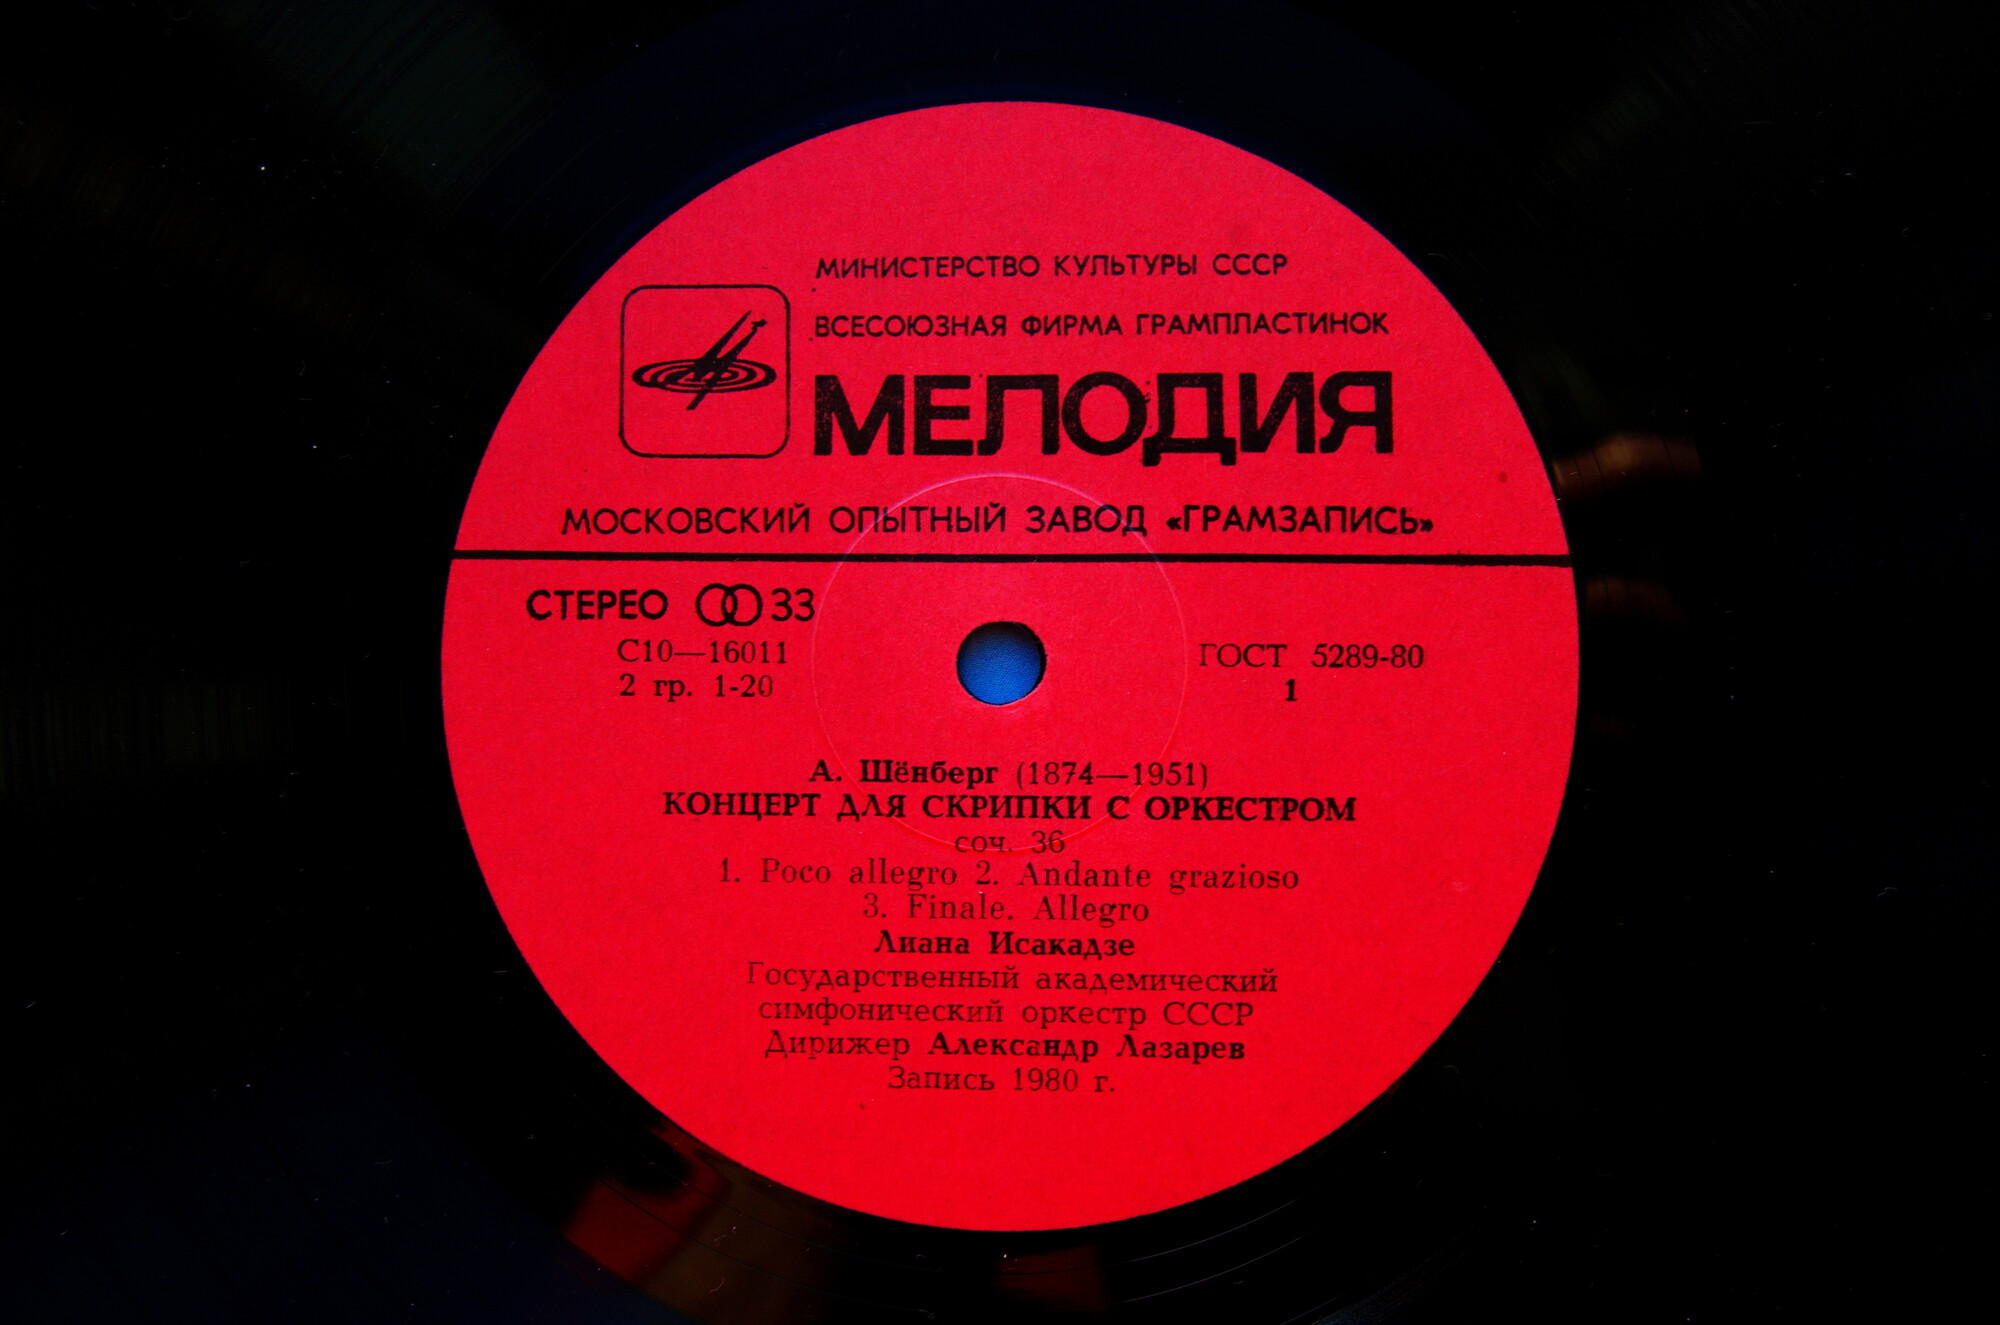 МИНИСТЕРСТВО КУЛЬТУРЫ СССР
ВСЕСОЮЗНАЯ ФИРМА ГРАМПЛАСТИНОК
МЕЛОДИЯ
МОСКОВСКИЙ ОПЫТНЫЙ ЗАВОД «ГРАМЗАПИСЬ»
СТЕРЕО 33
С10—16011
2 гр. 1-20
ГОСТ 5289-80
1
А. Шёнберг (1874—1951)
КОНЦЕРТ ДЛЯ СКРИПКИ С ОРКЕСТРОМ
соч. 36
1. Poco allegro 2. Andante grazioso
3. Finale. Allegro
Лиана Исакадзе
Государственный академический
симфонический оркестр СССР
Дирижер Александр Лазарев
Запись 1980 г.